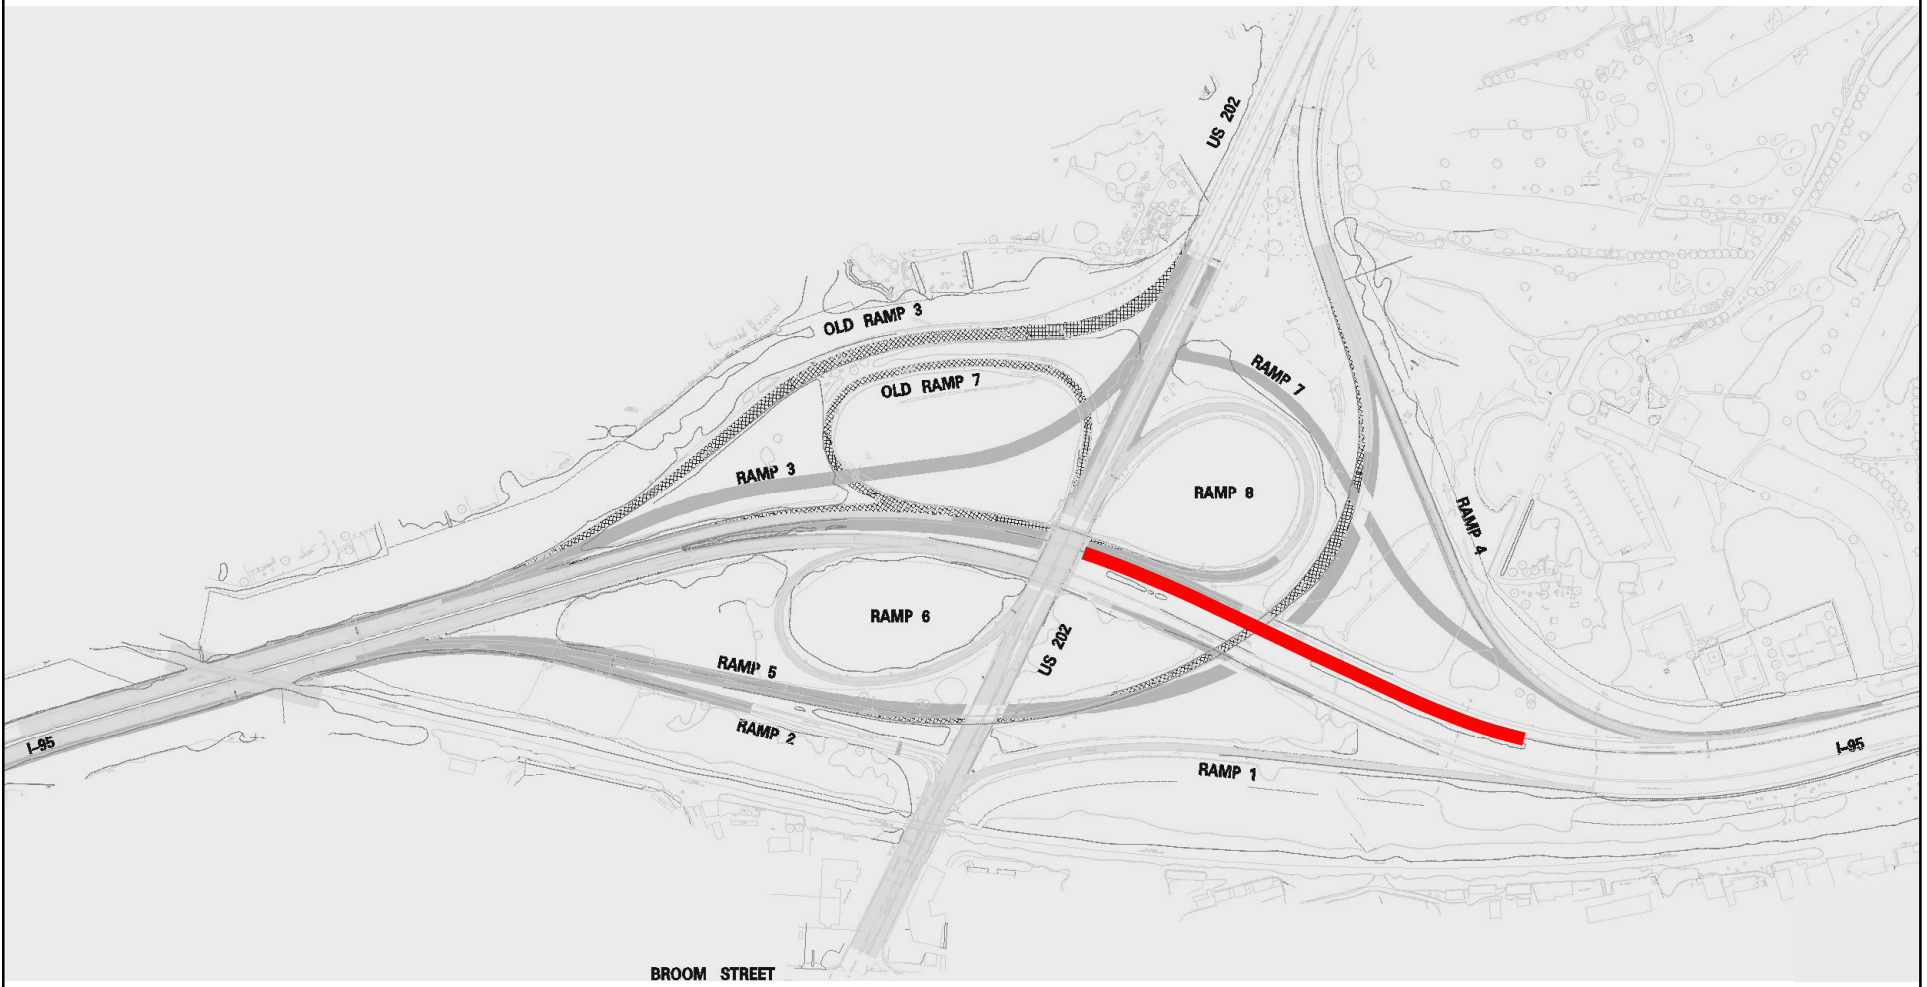 US 202
OLD RAMP 3
OLD RAMP 7
RAMP 7
RAMP 3
RAMP 8
RAMP 4
RAMP 6
US 202
RAMP 5
RAMP 2
I-95
I-95
RAMP 1
BROOM STREET